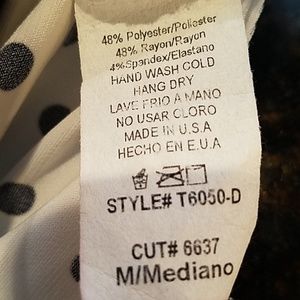 48% Polyester/Poliester
48% Rayon/Rayon
4%Spandex/Elastano
HAND WASH COLD
HANG DRY
LAVE FRIO A MANO
NO USAR CLORO
MADE IN U.S.A
HECHO EN E.U.A
STYLE# T6050-D
CUT# 6637
M/Mediano